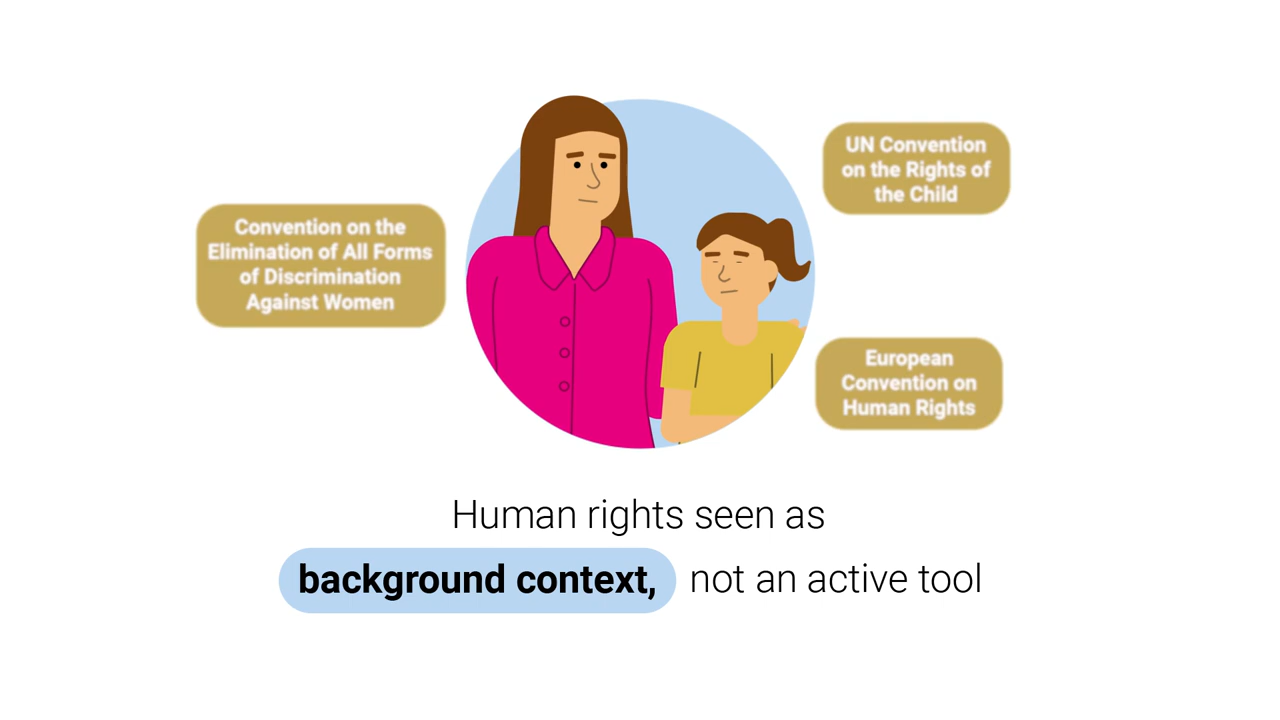 Convention on the
Elimination of All Forms
of Discrimination
Against Women
UN Convention
on the Rights of
the Child
European
Convention on
Human Rights
Human rights seen as
background context, not an active tool